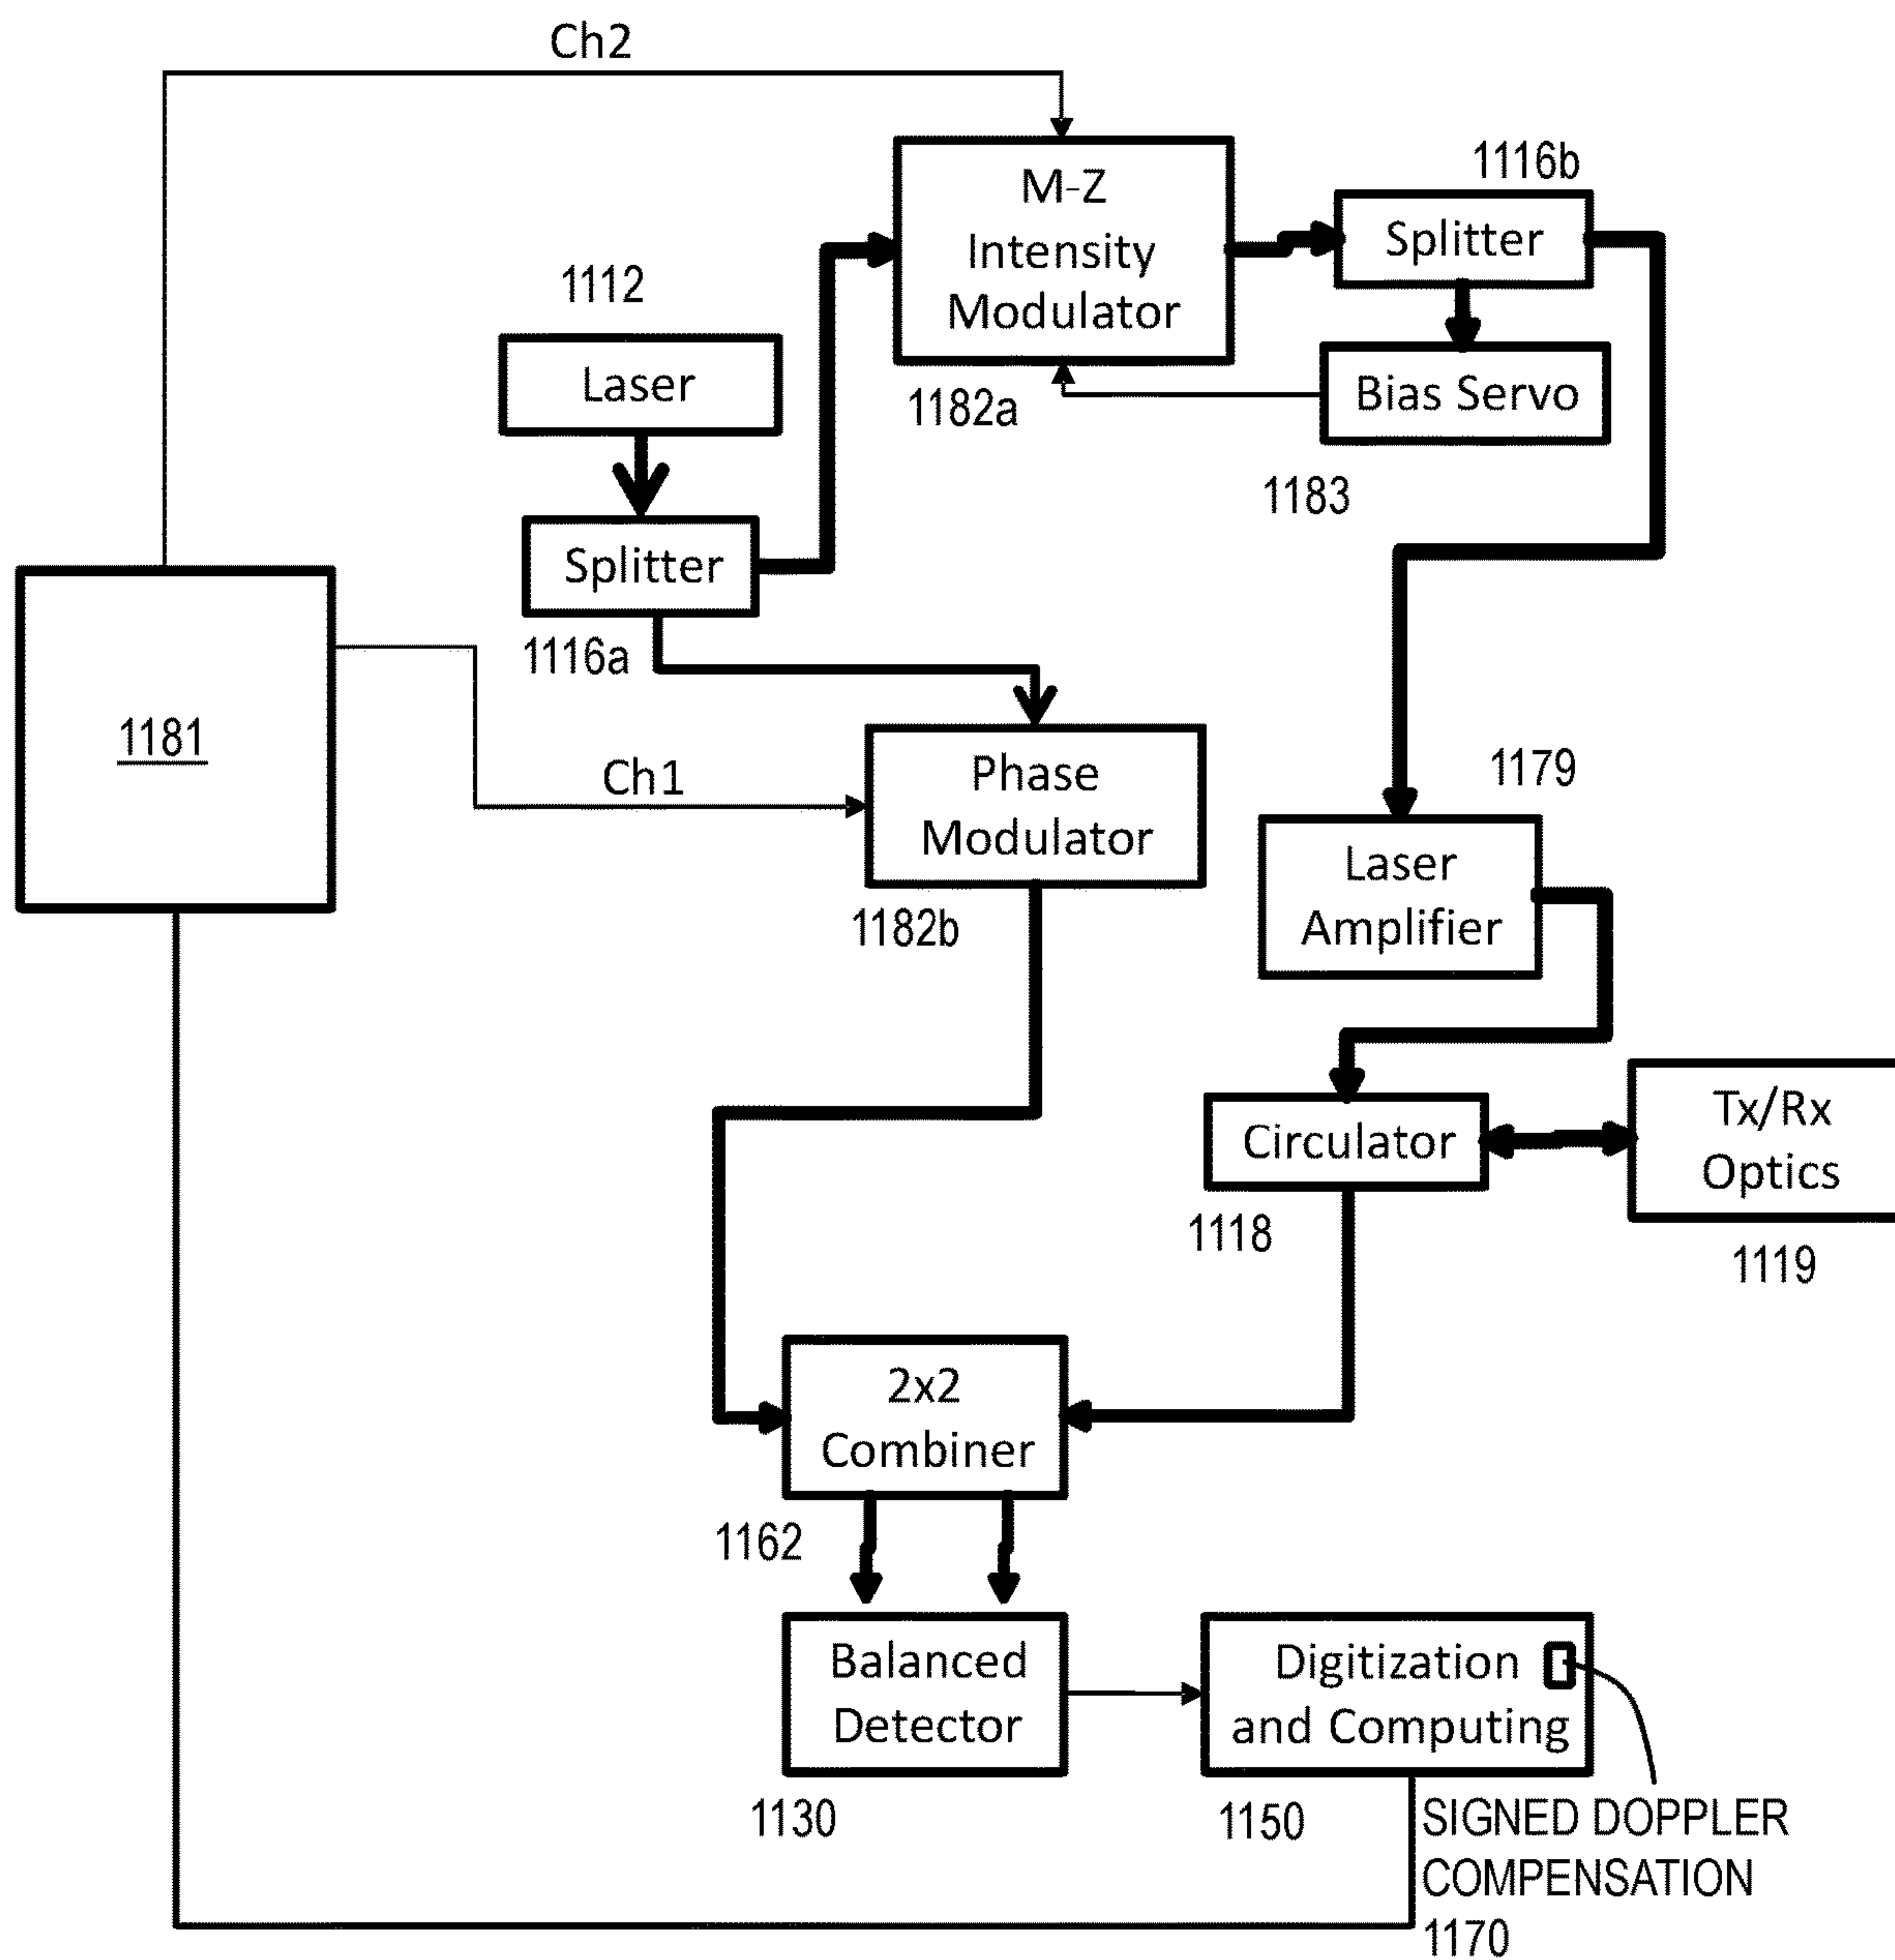 Ch2
M-Z
Intensity
Modulator
1182a
1116b
Splitter
Bias Servo
1183
1112
Laser
Splitter
1116a
1181
Ch1
Phase
Modulator
1182b
1179
Laser
Amplifier
Circulator
1118
Tx/Rx
Optics
1119
2x2
Combiner
1162
Balanced
Detector
1130
Digitization
and Computing
1150
SIGNED DOPPLER
COMPENSATION
1170